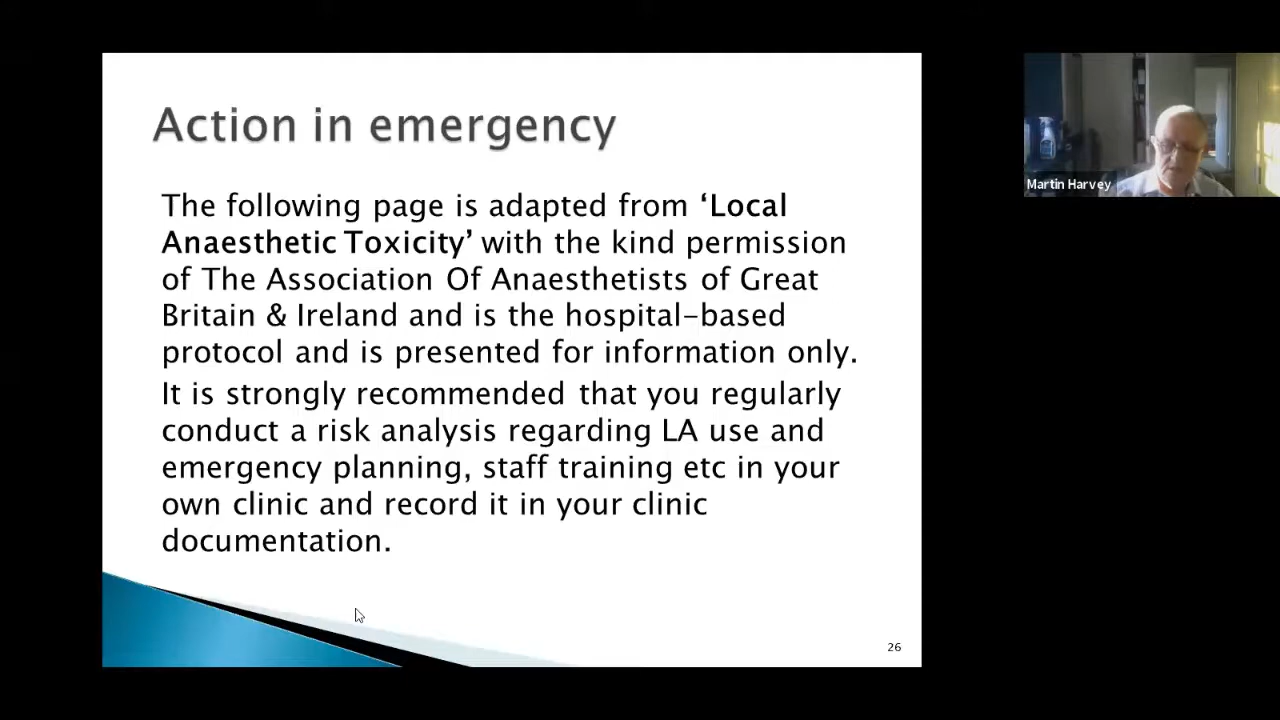 Action in emergency
The following page is adapted from ‘Local
Anaesthetic Toxicity’ with the kind permission
of The Association Of Anaesthetists of Great
Britain & Ireland and is the hospital-based
protocol and is presented for information only.
It is strongly recommended that you regularly
conduct a risk analysis regarding LA use and
emergency planning, staff training etc in your
own clinic and record it in your clinic
documentation.
26
Martin Harvey